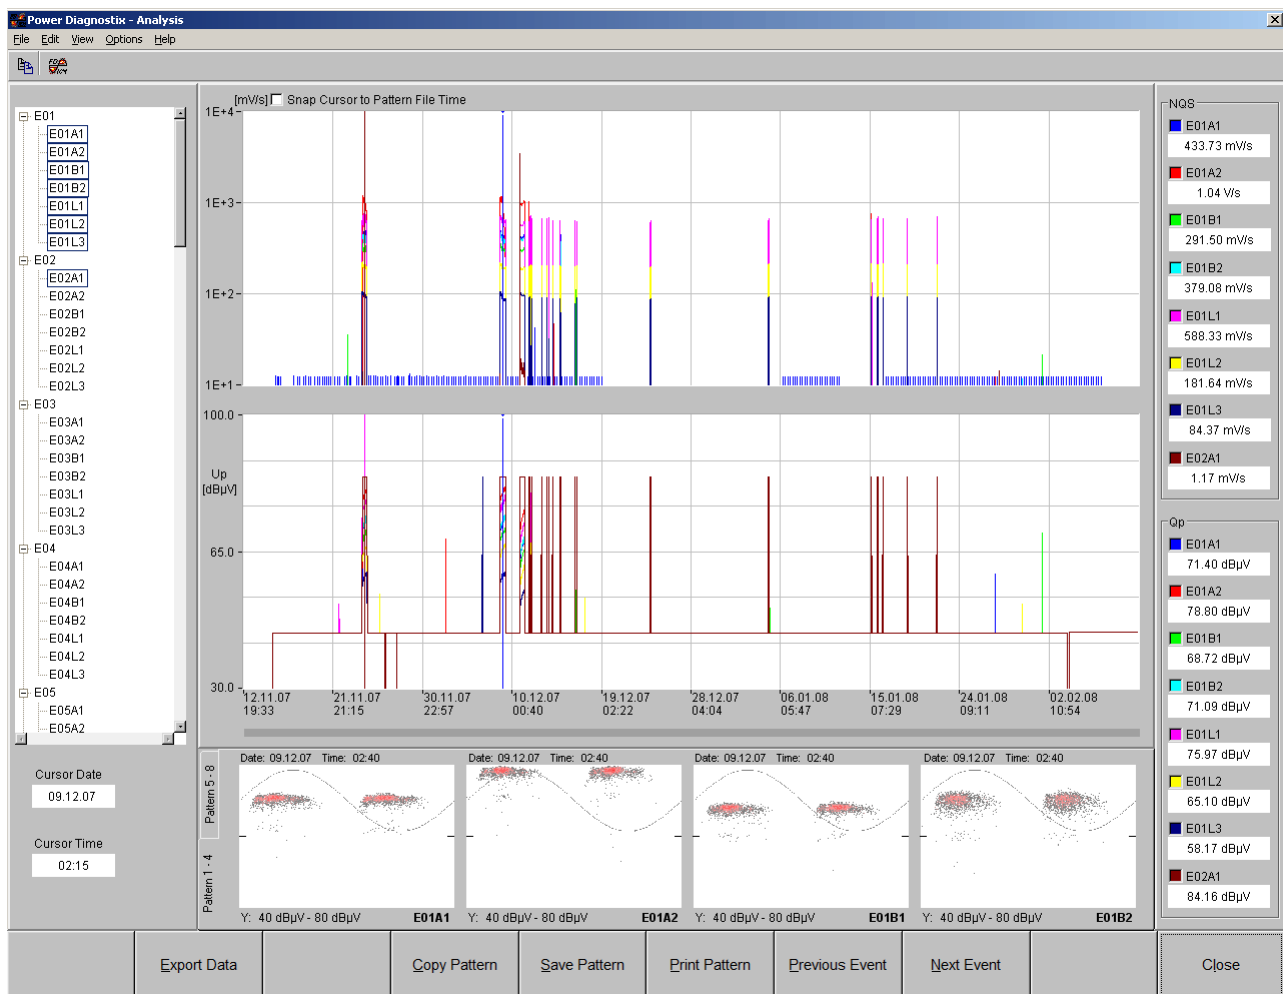 Power Diagnostix - Analysis
File Edit View Options Help
[mV/s] Snap Cursor to Pattern File Time
E01
E01A1
E01A2
E01B1
E01B2
E01L1
E01L2
E01L3
E02
E02A1
E02A2
E02B1
E02B2
E02L1
E02L2
E02L3
E03
E03A1
E03A2
E03B1
E03B2
E03L1
E03L2
E03L3
E04
E04A1
E04A2
E04B1
E04B2
E04L1
E04L2
E04L3
E05
E05A1
E05A2
Cursor Date
09.12.07
Cursor Time
02:15
1E+4
1E+3
1E+2
1E+1
100.0
Up
[dBµV]
65.0
30.0
12.11.07 21.11.07 30.11.07 0.12.07 19.12.07 28.12.07 06.01.08 15.01.08 24.01.08 02.02.08
19:33 21:15 22:57 00:40 02:22 04:04 05:47 07:29 09:11 10:54
Pattern 5 - 8
Pattern 1 - 4
Date: 09.12.07 Time: 02:40
Y: 40 dBµV - 80 dBµV E01A1
Date: 09.12.07 Time: 02:40
Y: 40 dBµV - 80 dBµV E01A2
Date: 09.12.07 Time: 02:40
Y: 40 dBµV - 80 dBµV E01B1
Date: 09.12.07 Time: 02:40
Y: 40 dBµV - 80 dBµV E01B2
NQS
E01A1
433.73 mV/s
E01A2
1.04 V/s
E01B1
291.50 mV/s
E01B2
379.08 mV/s
E01L1
588.33 mV/s
E01L2
181.64 mV/s
E01L3
84.37 mV/s
E02A1
1.17 mV/s
Qp
E01A1
71.40 dBµV
E01A2
78.80 dBµV
E01B1
68.72 dBµV
E01B2
71.09 dBµV
E01L1
75.97 dBµV
E01L2
65.10 dBµV
E01L3
58.17 dBµV
E02A1
84.16 dBµV
Export Data
Copy Pattern
Save Pattern
Print Pattern
Previous Event
Next Event
Close